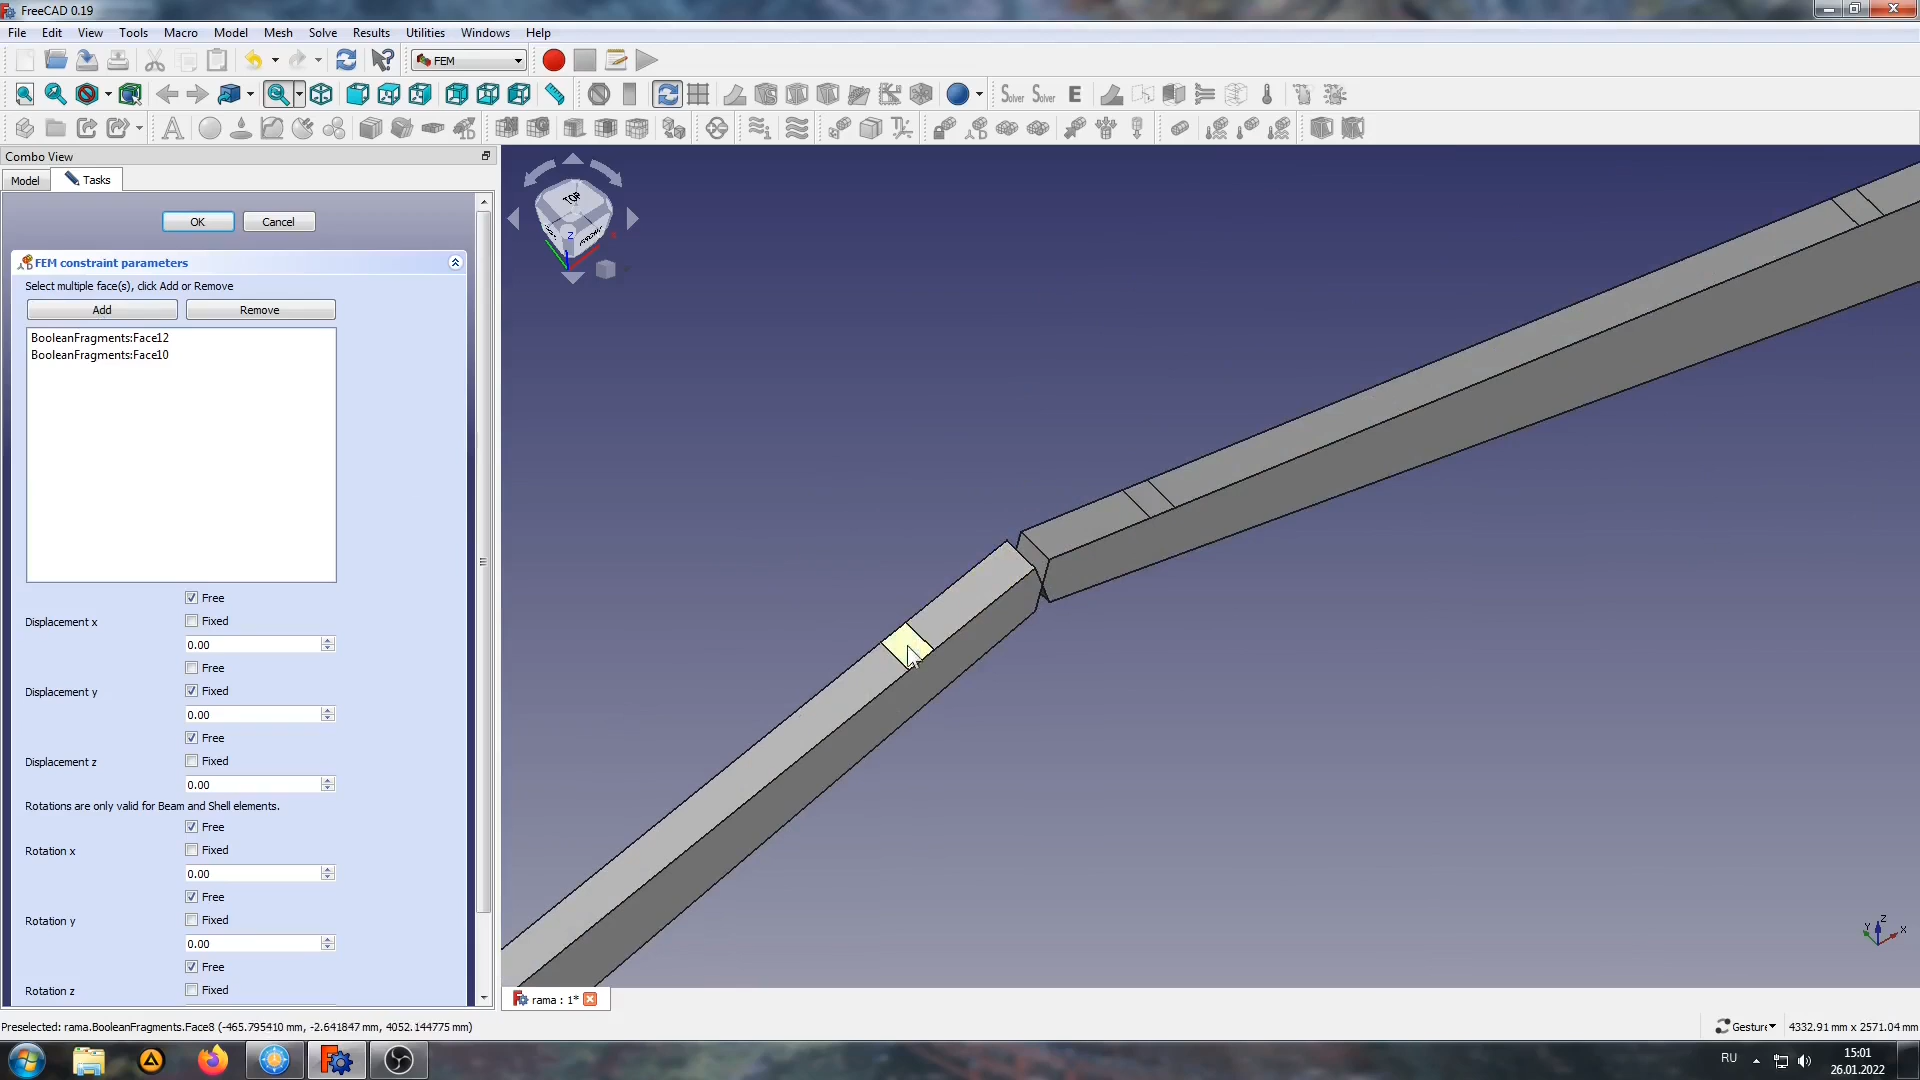 FreeCAD 0.19
File Edit View Tools Macro Model Mesh Solve Results Utilities Windows Help
FEM
Solver Solver E
Combo View
Model Tasks
OK Cancel
FEM constraint parameters
Select multiple face(s), click Add or Remove
Add Remove
BooleanFragments:Face12
BooleanFragments:Face10
Free
Displacement x
Fixed
0.00
Free
Displacement y
Fixed
0.00
Free
Displacement z
Fixed
0.00
Rotations are only valid for Beam and Shell elements.
Free
Rotation x
Fixed
0.00
Free
Rotation y
Fixed
0.00
Free
Rotation z
Fixed
TOP
Z
Z
Y
X
rama : 1*
Preselected: rama.BooleanFragments.Face8 (-465.795410 mm, -2.641847 mm, 4052.144775 mm)
Gesture
4332.91 mm x 2571.04 mm
RU
15:01
26.01.2022